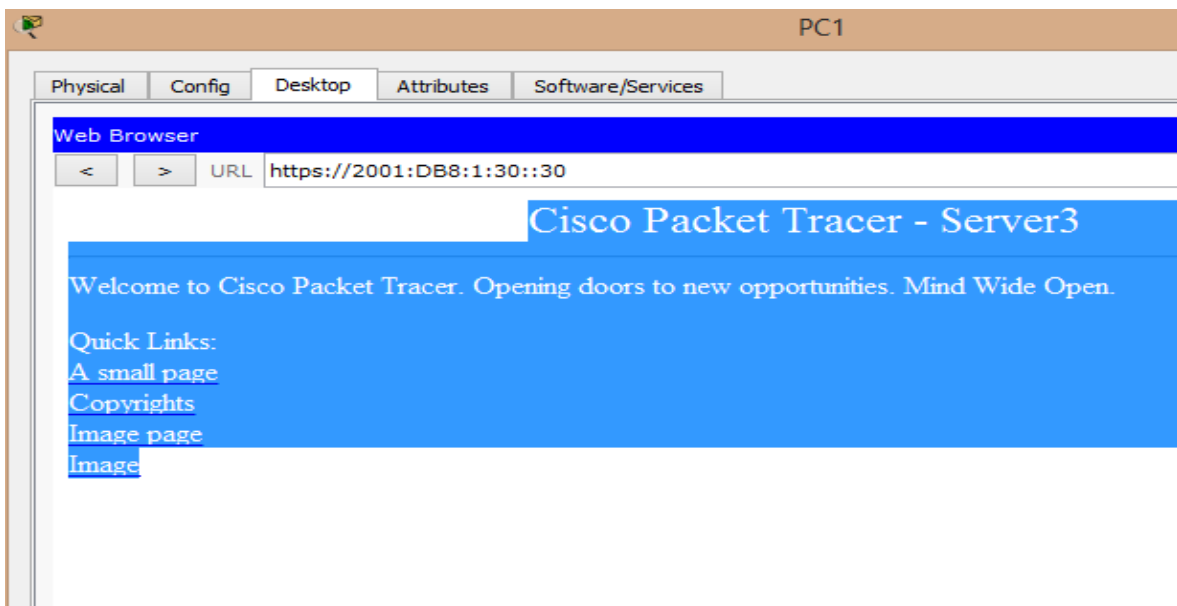 PC1
Physical Config Desktop Attributes Software/Services
Web Browser
< > URL https://2001:DB8:1:30::30
Cisco Packet Tracer - Server3
Welcome to Cisco Packet Tracer. Opening doors to new opportunities. Mind Wide Open.
Quick Links:
A small page
Copyrights
Image page
Image